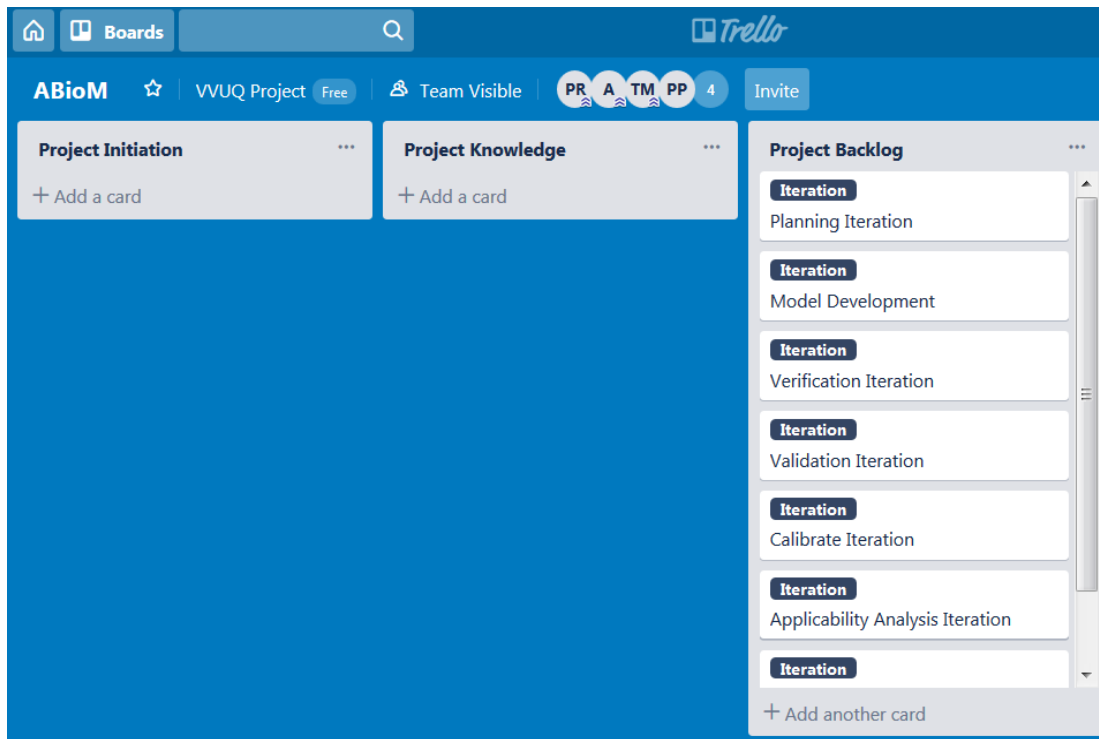 Boards
Trello
ABioM VVUQ Project Free Team Visible PR A TM PP 4 Invite
Project Initiation
+ Add a card
Project Knowledge
+ Add a card
Project Backlog
Iteration
Planning Iteration
Iteration
Model Development
Iteration
Verification Iteration
Iteration
Validation Iteration
Iteration
Calibrate Iteration
Iteration
Applicability Analysis Iteration
Iteration
+ Add another card